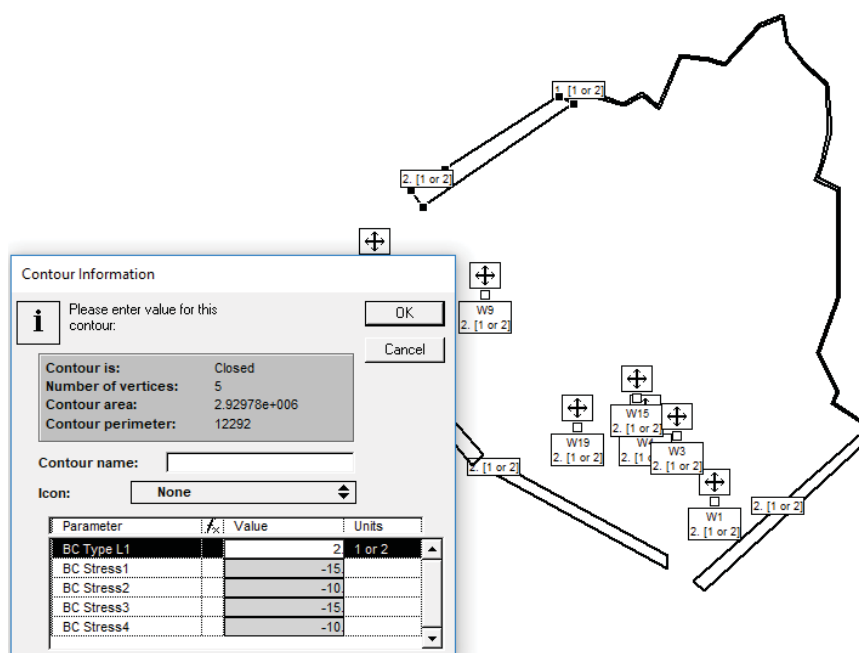 1. [1 or 2]
2. [1 or 2]
Contour Information
i
Please enter value for this
contour:
OK
Cancel
Contour is: Closed
Number of vertices: 5
Contour area: 2.92978e+006
Contour perimeter: 12292
Contour name:
Icon: None
Parameter fx Value Units
BC Type L1 2. 1 or 2
BC Stress1 -15.
BC Stress2 -10.
BC Stress3 -15.
BC Stress4 -10.
W9
2. [1 or 2]
W15
2. [1 or 2]
W19
2. [1 or 2]
W3
2. [1 or 2]
2. [1 or 2]
W1
2. [1 or 2]
2. [1 or 2]